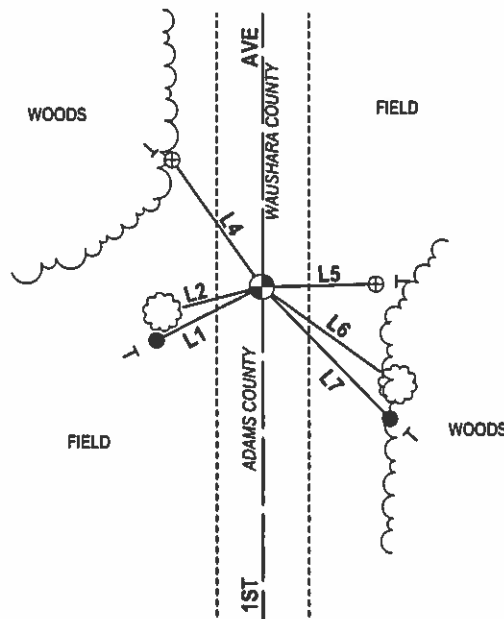 AVE
WAUSHARA COUNTY
FIELD
WOODS
T
L4
L5
T
L2
L1
L6
L7
T
ADAMS COUNTY
FIELD
WOODS
T
1ST